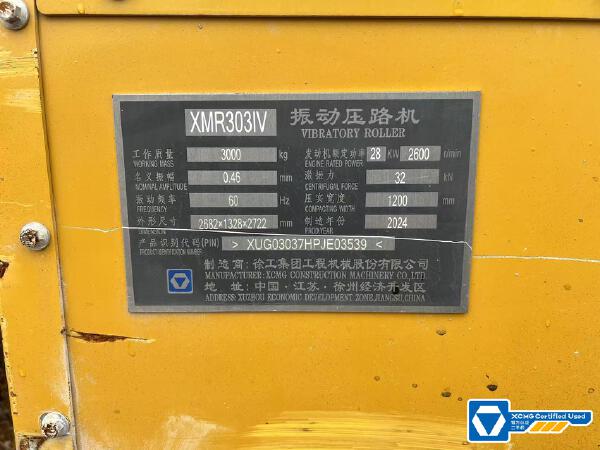 XMR303IV 振动压路机
VIBRATORY ROLLER
工作质量 3000 kg 发动机额定功率 28 KW 2600 r/min
WORKING MASS ENGINE RATED POWER
名义振幅 0.46 mm 激振力 32 kN
NOMINAL AMPLITUDE CENTRIFUGAL FORCE
振动频率 60 Hz 压实宽度 1200 mm
FREQUENCY COMPACTING WIDTH
外形尺寸 2682×1328×2722 mm 制造年份 2024
DIMENSION PROD.YEAR
产品识别代码(PIN) > XUG03037HPJE03539 <
PRODUCT IDENTIFICATION NUMBER
制造商:徐工集团工程机械股份有限公司
MANUFACTURER:XCMG CONSTRUCTION MACHINERY CO.,LTD.
地 址:中国·江苏·徐州经济开发区
ADDRESS: XUZHOU ECONOMIC DEVELOPMENT ZONE,JIANGSU,CHINA
XCMG Certified Used
官方认证
二手机